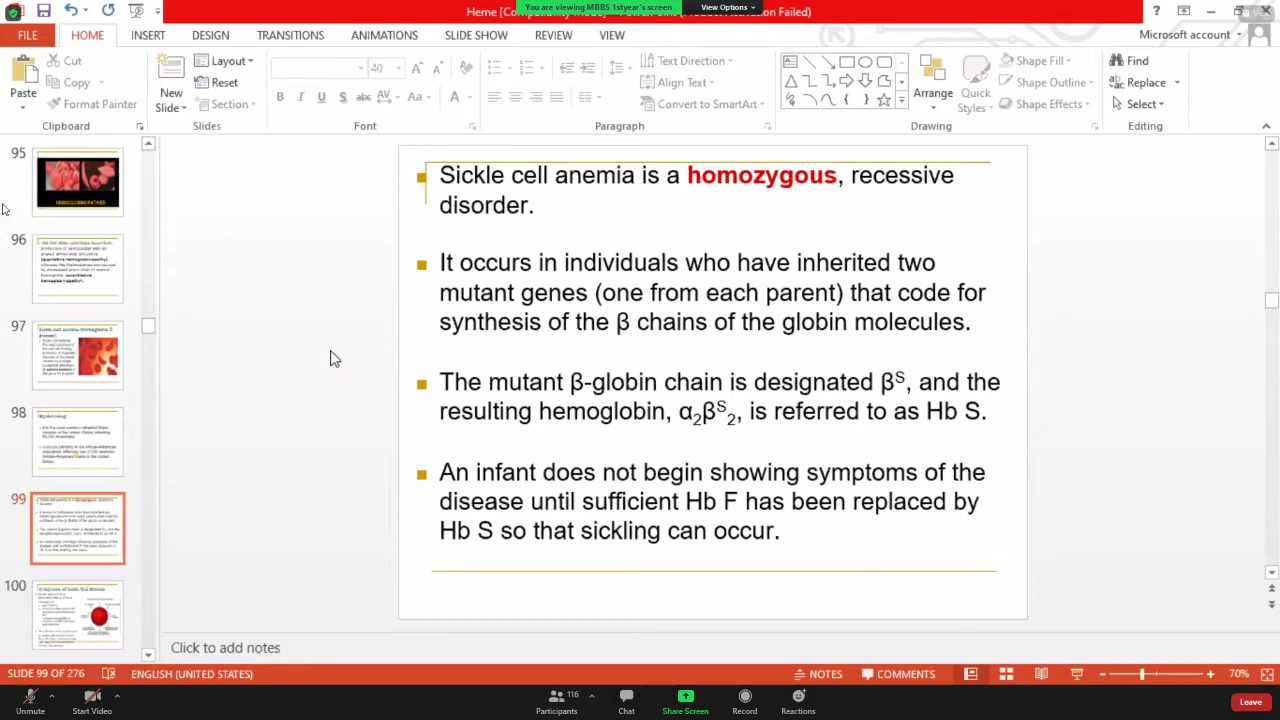 You are viewing MBBS 1styear's screen
View Options
View
FILE HOME INSERT DESIGN TRANSITIONS ANIMATIONS SLIDE SHOW REVIEW VIEW Microsoft account
Paste
Cut
Copy
Format Painter
Clipboard
New
Slide
Layout
Reset
Section
Slides
40
Font
Text Direction
Align Text
Convert to SmartArt
Paragraph
Arrange
Quick
Styles
Shape Fill
Shape Outline
Shape Effects
Drawing
Find
Replace
Select
Editing
95
96
97
98
99
100
Sickle cell anemia is a homozygous, recessive
disorder.
It occurs in individuals who have inherited two
mutant genes (one from each parent) that code for
synthesis of the β chains of the globin molecules.
The mutant β-globin chain is designated βˢ, and the
resulting hemoglobin, α₂βˢ₂, is referred to as Hb S.
An infant does not begin showing symptoms of the
disease until sufficient Hb F has been replaced by
Hb S so that sickling can occur.
Click to add notes
SLIDE 99 OF 276 ENGLISH (UNITED STATES) NOTES COMMENTS 70%
Unmute
Start Video
116
Participants
Chat
Share Screen
Record
Reactions
Leave